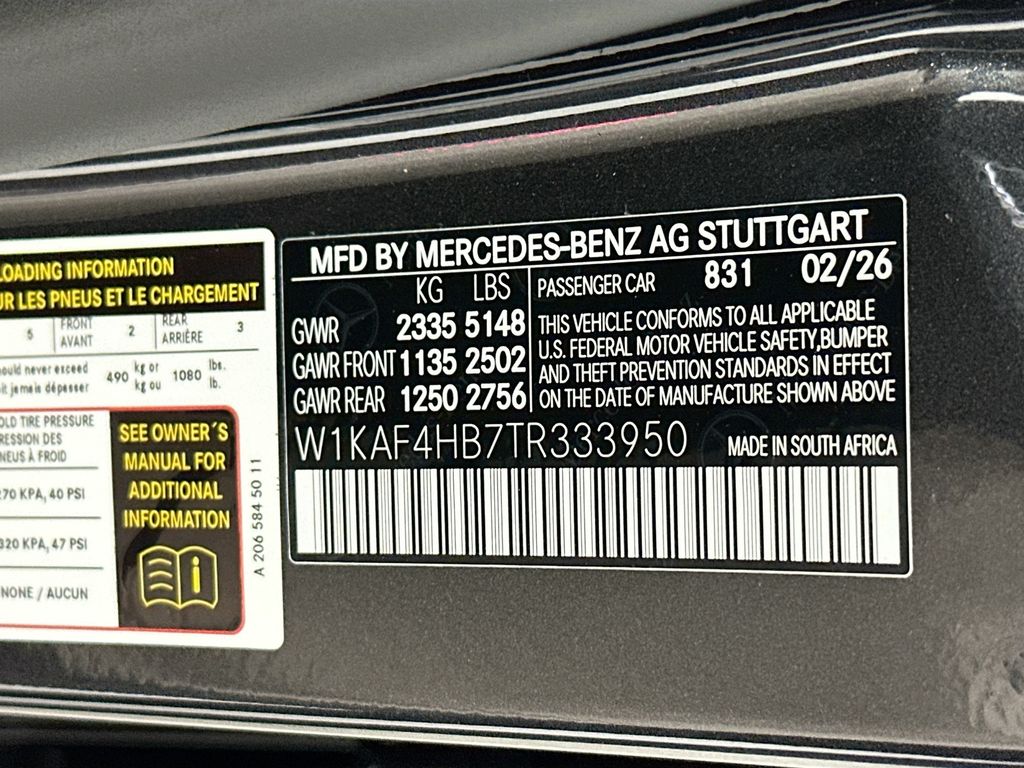 LOADING INFORMATION
UR LES PNEUS ET LE CHARGEMENT
5 FRONT AVANT 2 REAR ARRIÈRE 3
ould never exceed 490 kg or 1080 lbs.
it jamais dépasser kg ou lb.
OLD TIRE PRESSURE
RESSION DES
NEUS À FROID
270 KPA, 40 PSI
320 KPA, 47 PSI
NONE / AUCUN
SEE OWNER´S
MANUAL FOR
ADDITIONAL
INFORMATION
i
A 206 584 50 11
MFD BY MERCEDES-BENZ AG STUTTGART
KG LBS
GVWR 2335 5148
GAWR FRONT 1135 2502
GAWR REAR 1250 2756
PASSENGER CAR 831 02/26
THIS VEHICLE CONFORMS TO ALL APPLICABLE
U.S. FEDERAL MOTOR VEHICLE SAFETY,BUMPER
AND THEFT PREVENTION STANDARDS IN EFFECT
ON THE DATE OF MANUFACTURE SHOWN ABOVE
W1KAF4HB7TR333950 MADE IN SOUTH AFRICA